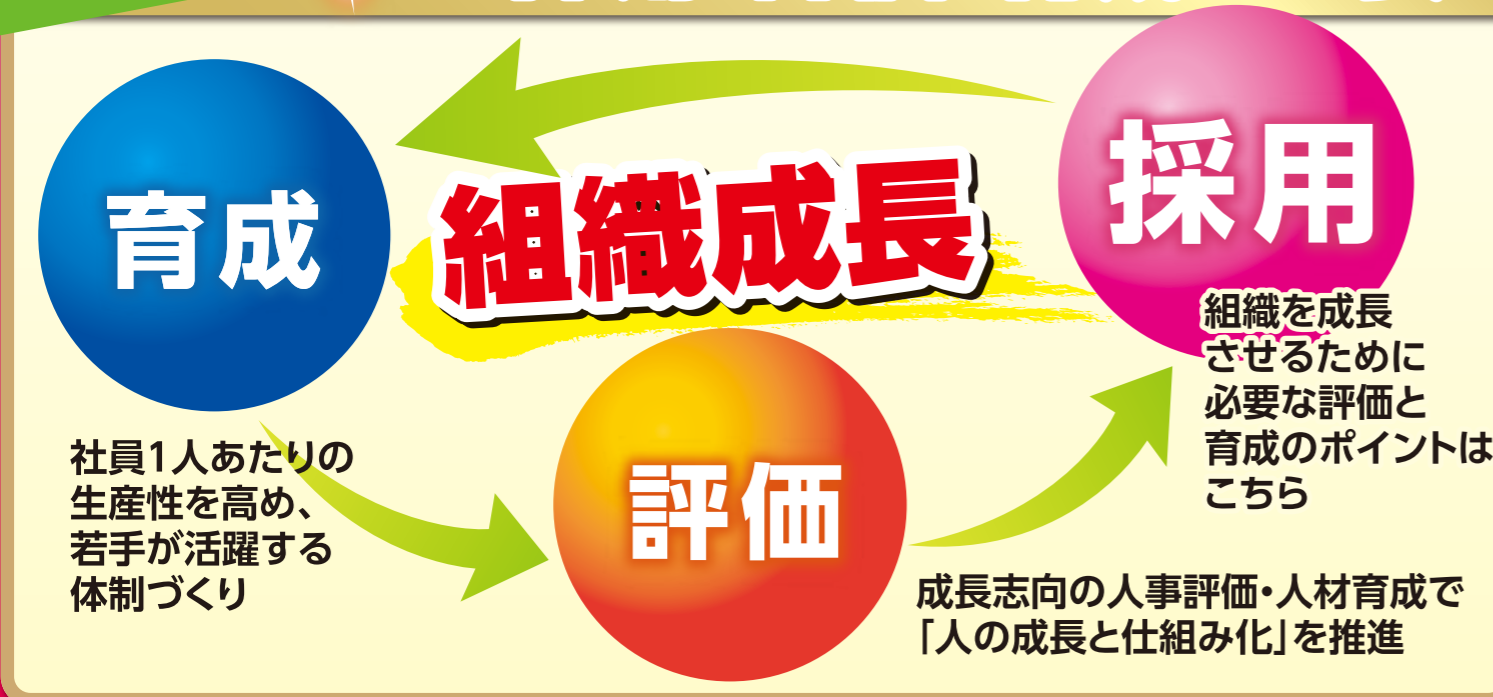 育成
社員1人あたりの
生産性を高め、
若手が活躍する
体制づくり
組織成長
評価
成長志向の人事評価・人材育成で
「人の成長と仕組み化」を推進
採用
組織を成長
させるために
必要な評価と
育成のポイントは
こちら